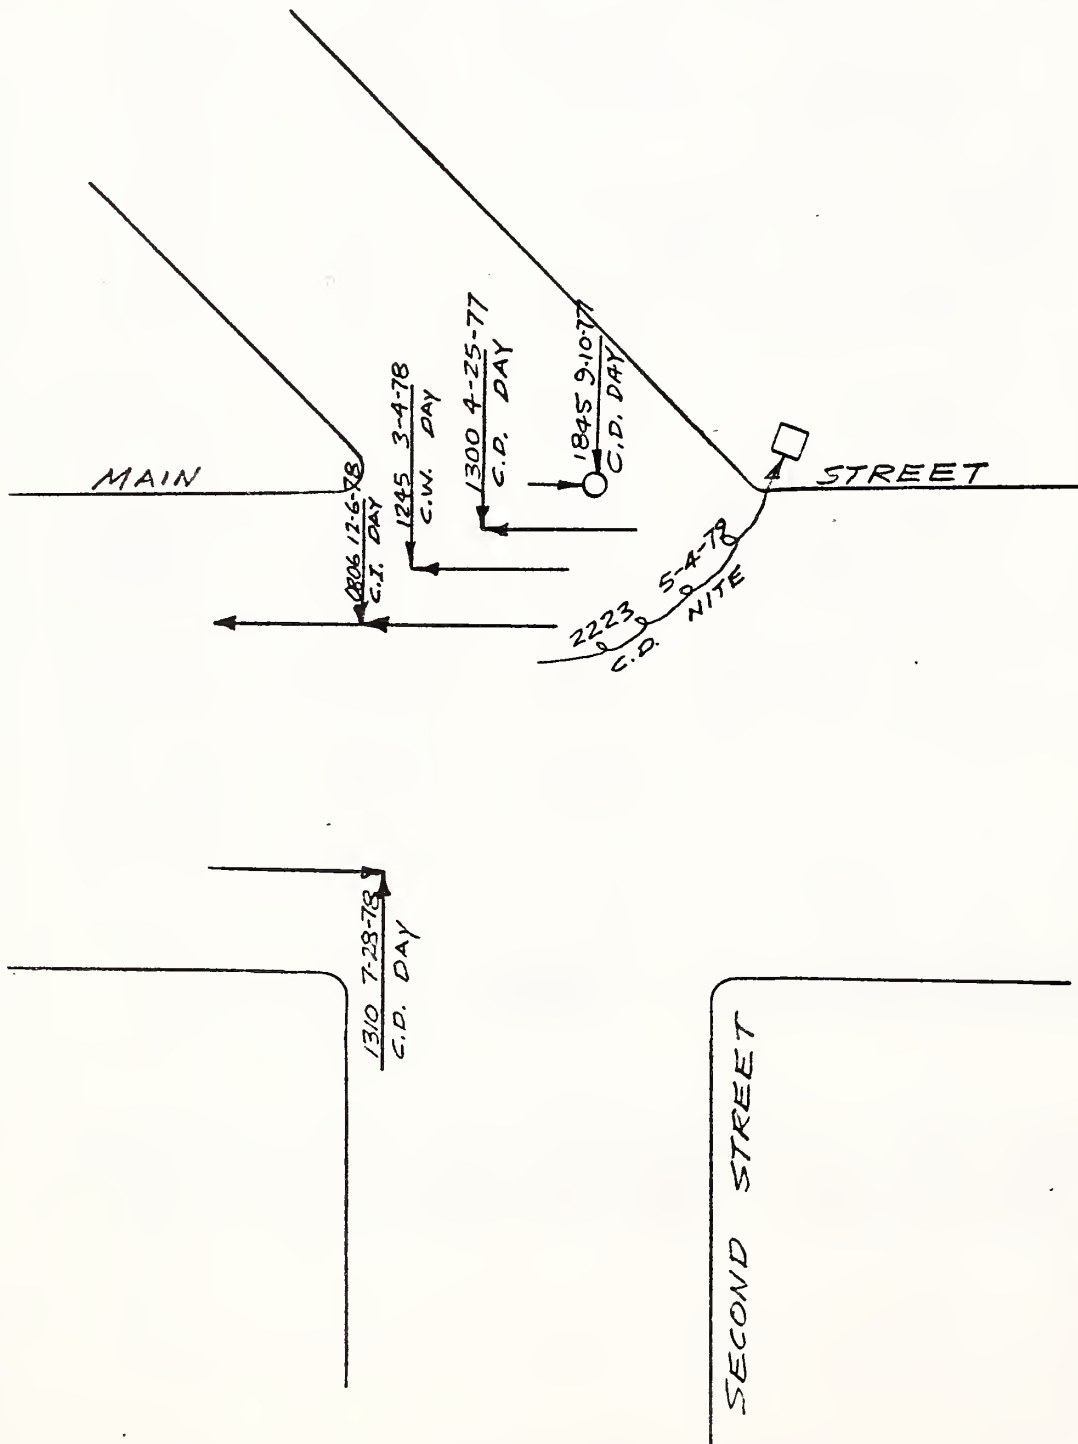 MAIN STREET
0806 12-6-78
C.I. DAY
1245 3-4-78
C.W. DAY
1300 4-25-77
C.D. DAY
1845 9-10-77
C.D. DAY
2223 5-4-78
C.D. NITE
1310 7-28-78
C.D. DAY
SECOND STREET